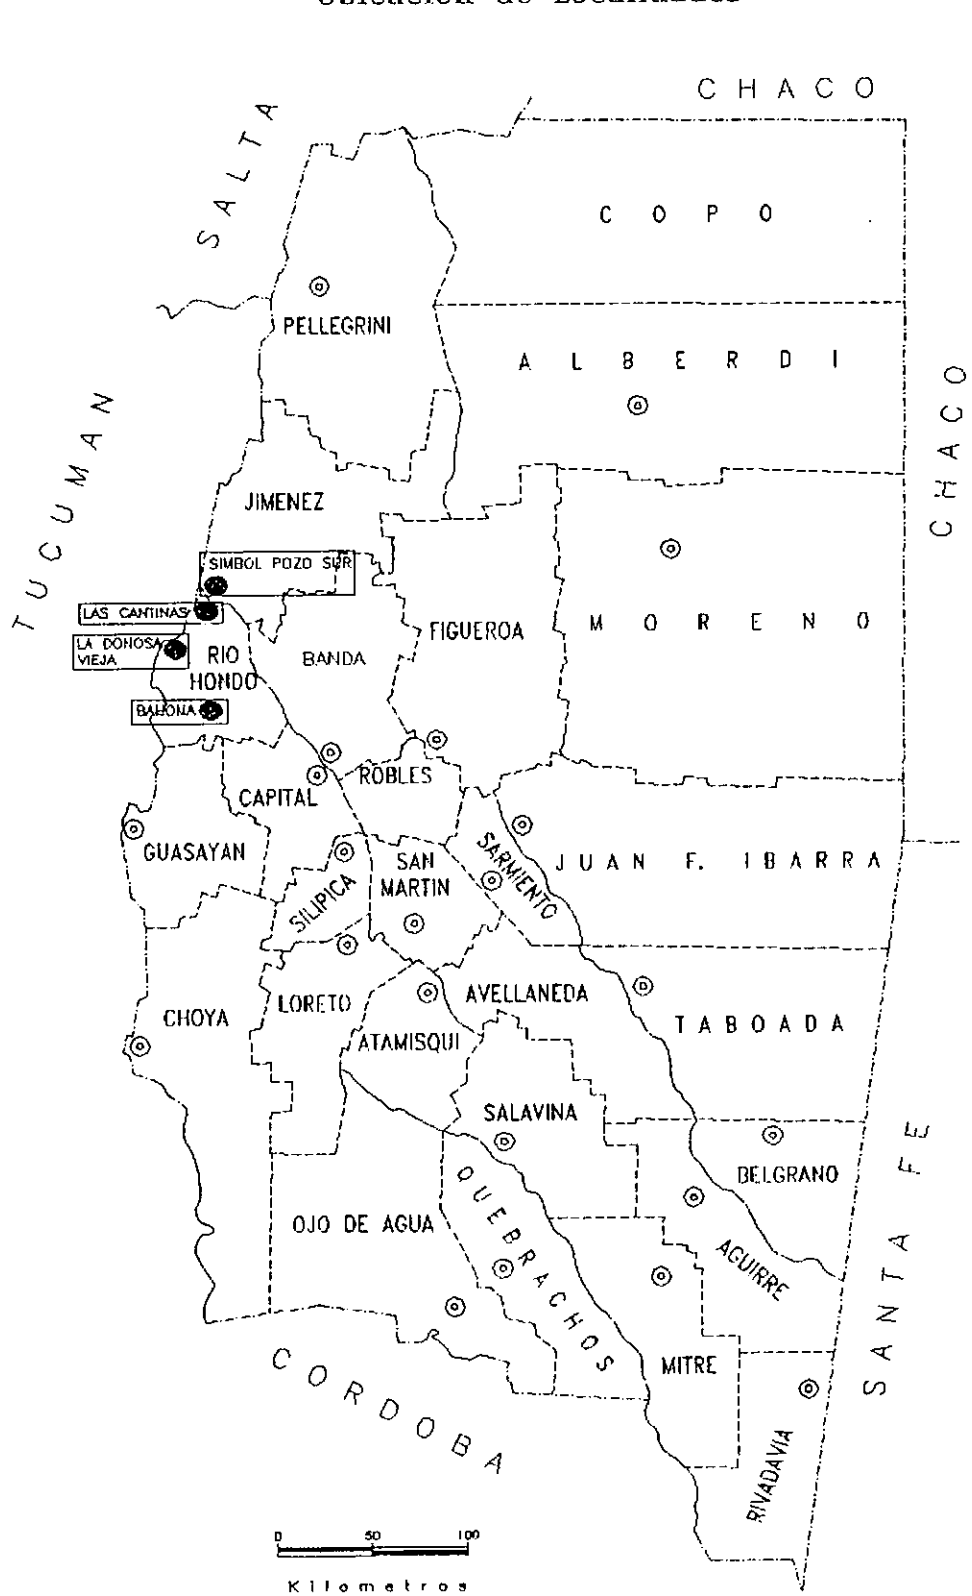 Ubicación de Localidades
CHACO
SALTA
COPO
PELLEGRINI
ALBERDI
CHACO
TUCUMAN
JIMENEZ
SIMBOL POZO SUR
LAS CANTINAS
LA DONOSA
VIEJA
RIO
HONDO
BANDA
FIGUEROA
MORENO
BAHONA
ROBLES
CAPITAL
GUASAYAN
SILIPICA
SAN
MARTIN
SARMIENTO
JUAN F. IBARRA
CHOYA
LORETO
ATAMISQUI
AVELLANEDA
TABOADA
SALAVINA
BELGRANO
SANTA FE
OJO DE AGUA
QUEBRACHOS
AGUIRRE
MITRE
CORDOBA
RIVADAVIA
0 50 100
Kilometros